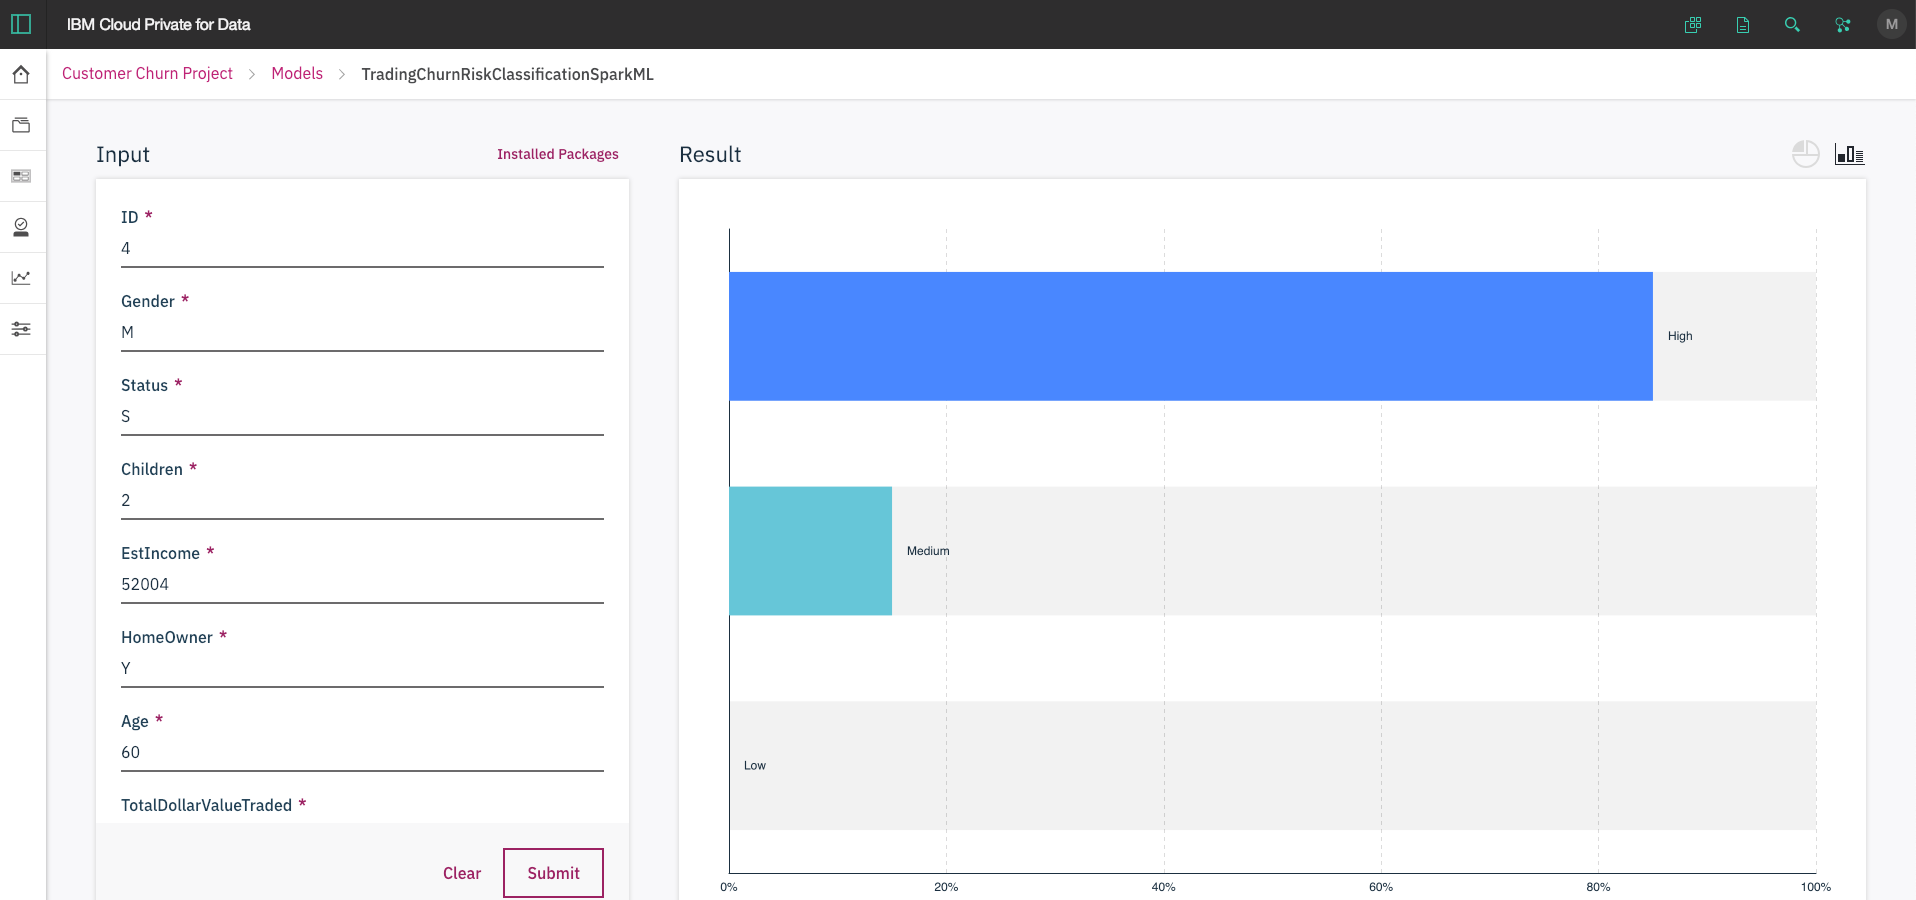 IBM Cloud Private for Data
M
Customer Churn Project > Models > TradingChurnRiskClassificationSparkML
Input
Installed Packages
Result
ID *
4
Gender *
M
Status *
S
Children *
2
EstIncome *
52004
HomeOwner *
Y
Age *
60
TotalDollarValueTraded *
Clear
Submit
High
Medium
Low
0% 20% 40% 60% 80% 100%